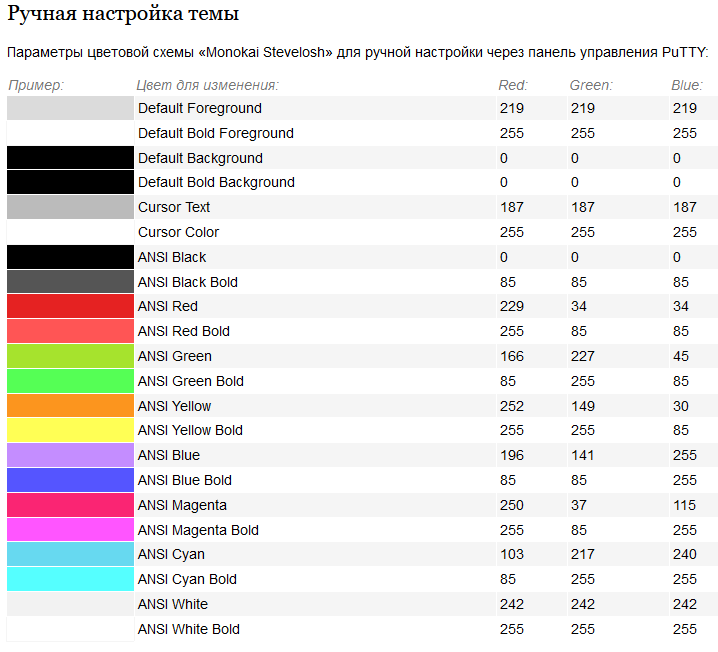 Ручная настройка темы
Параметры цветовой схемы «Monokai Stevelosh» для ручной настройки через панель управления PuTTY:
Пример: Цвет для изменения: Red: Green: Blue:
Default Foreground 219 219 219
Default Bold Foreground 255 255 255
Default Background 0 0 0
Default Bold Background 0 0 0
Cursor Text 187 187 187
Cursor Color 255 255 255
ANSI Black 0 0 0
ANSI Black Bold 85 85 85
ANSI Red 229 34 34
ANSI Red Bold 255 85 85
ANSI Green 166 227 45
ANSI Green Bold 85 255 85
ANSI Yellow 252 149 30
ANSI Yellow Bold 255 255 85
ANSI Blue 196 141 255
ANSI Blue Bold 85 85 255
ANSI Magenta 250 37 115
ANSI Magenta Bold 255 85 255
ANSI Cyan 103 217 240
ANSI Cyan Bold 85 255 255
ANSI White 242 242 242
ANSI White Bold 255 255 255